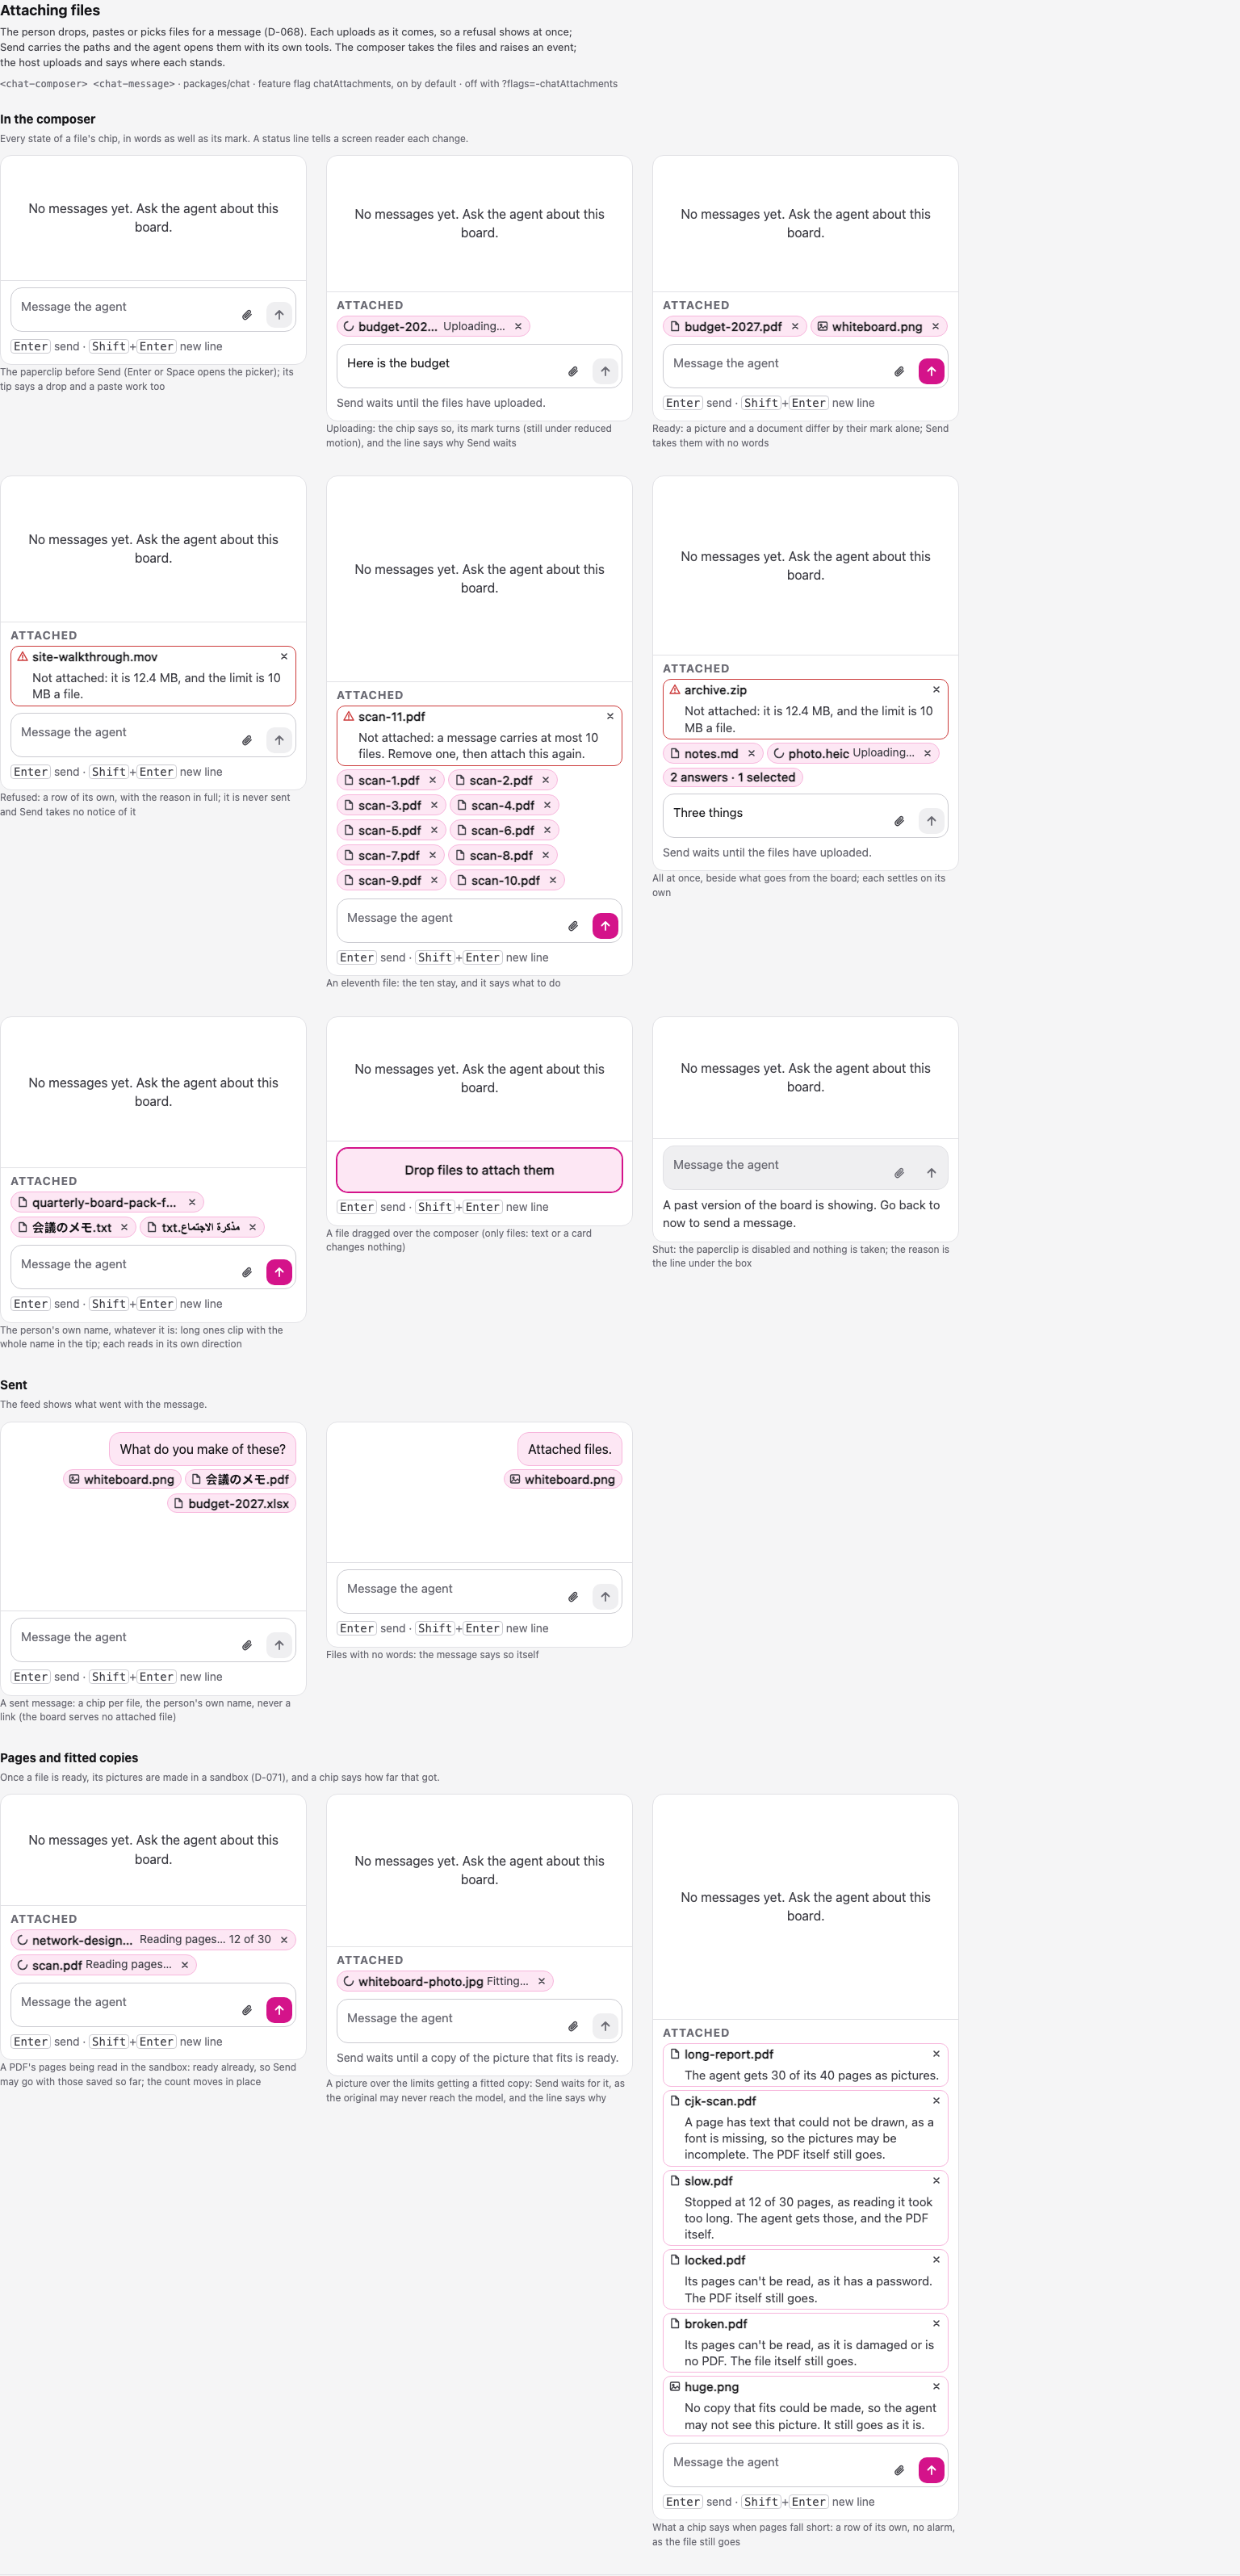 Attaching files
The person drops, pastes or picks files for a message (D-068). Each uploads as it comes, so a refusal shows at once;
Send carries the paths and the agent opens them with its own tools. The composer takes the files and raises an event;
the host uploads and says where each stands.
<chat-composer> <chat-message> · packages/chat · feature flag chatAttachments, on by default · off with ?flags=-chatAttachments
In the composer
Every state of a file's chip, in words as well as its mark. A status line tells a screen reader each change.
No messages yet. Ask the agent about this
board.
Message the agent
Enter send · Shift+Enter new line
The paperclip before Send (Enter or Space opens the picker); its
tip says a drop and a paste work too
No messages yet. Ask the agent about this
board.
ATTACHED
budget-202... Uploading...
Here is the budget
Send waits until the files have uploaded.
Uploading: the chip says so, its mark turns (still under reduced
motion), and the line says why Send waits
No messages yet. Ask the agent about this
board.
ATTACHED
budget-2027.pdf whiteboard.png
Message the agent
Enter send · Shift+Enter new line
Ready: a picture and a document differ by their mark alone; Send
takes them with no words
No messages yet. Ask the agent about this
board.
ATTACHED
site-walkthrough.mov
Not attached: it is 12.4 MB, and the limit is 10
MB a file.
Message the agent
Enter send · Shift+Enter new line
Refused: a row of its own, with the reason in full; it is never sent
and Send takes no notice of it
No messages yet. Ask the agent about this
board.
ATTACHED
scan-11.pdf
Not attached: a message carries at most 10
files. Remove one, then attach this again.
scan-1.pdf scan-2.pdf
scan-3.pdf scan-4.pdf
scan-5.pdf scan-6.pdf
scan-7.pdf scan-8.pdf
scan-9.pdf scan-10.pdf
Message the agent
Enter send · Shift+Enter new line
An eleventh file: the ten stay, and it says what to do
No messages yet. Ask the agent about this
board.
ATTACHED
archive.zip
Not attached: it is 12.4 MB, and the limit is 10
MB a file.
notes.md photo.heic Uploading...
2 answers · 1 selected
Three things
Send waits until the files have uploaded.
All at once, beside what goes from the board; each settles on its
own
No messages yet. Ask the agent about this
board.
ATTACHED
quarterly-board-pack-f...
会議のメモ.txt مذكرة الاجتماع.txt
Message the agent
Enter send · Shift+Enter new line
The person's own name, whatever it is: long ones clip with the
whole name in the tip; each reads in its own direction
No messages yet. Ask the agent about this
board.
Drop files to attach them
Enter send · Shift+Enter new line
A file dragged over the composer (only files: text or a card
changes nothing)
No messages yet. Ask the agent about this
board.
Message the agent
A past version of the board is showing. Go back to
now to send a message.
Shut: the paperclip is disabled and nothing is taken; the reason is
the line under the box
Sent
The feed shows what went with the message.
What do you make of these?
whiteboard.png 会議のメモ.pdf
budget-2027.xlsx
Message the agent
Enter send · Shift+Enter new line
A sent message: a chip per file, the person's own name, never a
link (the board serves no attached file)
Attached files.
whiteboard.png
Message the agent
Enter send · Shift+Enter new line
Files with no words: the message says so itself
Pages and fitted copies
Once a file is ready, its pictures are made in a sandbox (D-071), and a chip says how far that got.
No messages yet. Ask the agent about this
board.
ATTACHED
network-design... Reading pages... 12 of 30
scan.pdf Reading pages...
Message the agent
Enter send · Shift+Enter new line
A PDF's pages being read in the sandbox: ready already, so Send
may go with those saved so far; the count moves in place
No messages yet. Ask the agent about this
board.
ATTACHED
whiteboard-photo.jpg Fitting...
Message the agent
Send waits until a copy of the picture that fits is ready.
A picture over the limits getting a fitted copy: Send waits for it, as
the original may never reach the model, and the line says why
No messages yet. Ask the agent about this
board.
ATTACHED
long-report.pdf
The agent gets 30 of its 40 pages as pictures.
cjk-scan.pdf
A page has text that could not be drawn, as a
font is missing, so the pictures may be
incomplete. The PDF itself still goes.
slow.pdf
Stopped at 12 of 30 pages, as reading it took
too long. The agent gets those, and the PDF
itself.
locked.pdf
Its pages can't be read, as it has a password.
The PDF itself still goes.
broken.pdf
Its pages can't be read, as it is damaged or is
no PDF. The file itself still goes.
huge.png
No copy that fits could be made, so the agent
may not see this picture. It still goes as it is.
Message the agent
Enter send · Shift+Enter new line
What a chip says when pages fall short: a row of its own, no alarm,
as the file still goes